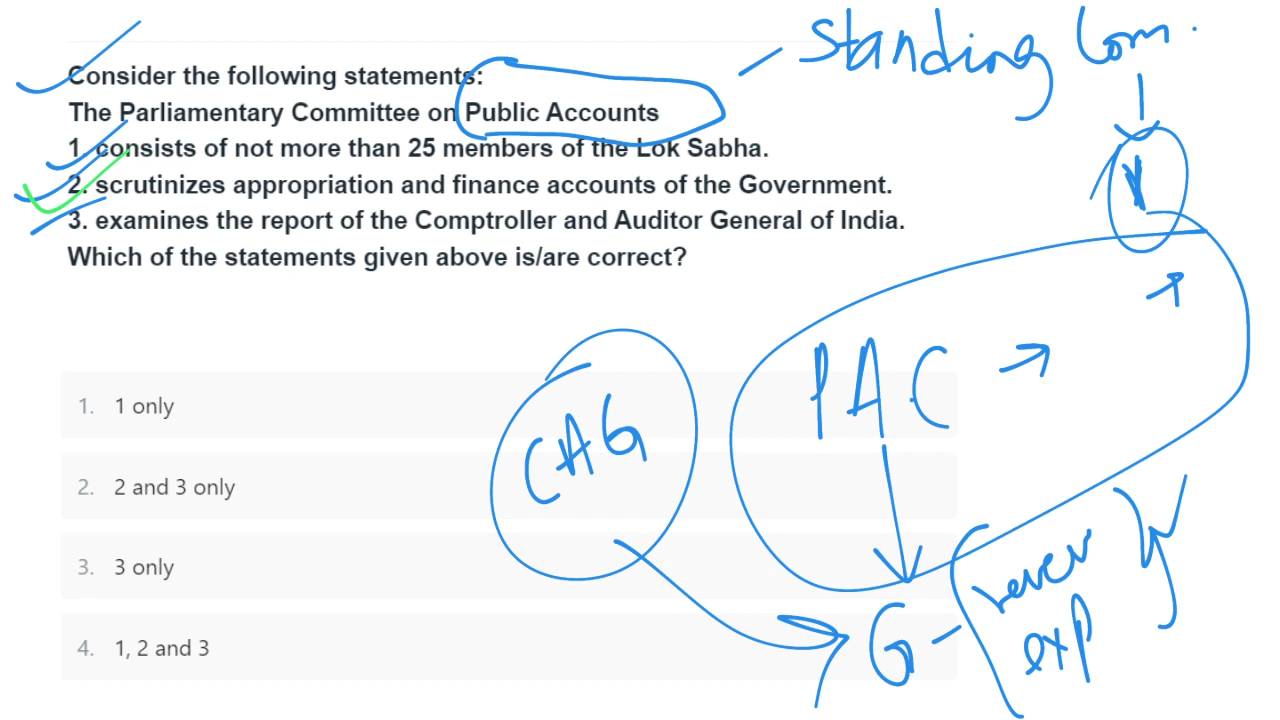 Standing Com.
Consider the following statements:
The Parliamentary Committee on Public Accounts
1. consists of not more than 25 members of the Lok Sabha.
2. scrutinizes appropriation and finance accounts of the Government.
3. examines the report of the Comptroller and Auditor General of India.
Which of the statements given above is/are correct?
PAC
CAG
1. 1 only
2. 2 and 3 only
3. 3 only
4. 1, 2 and 3
G -
exp